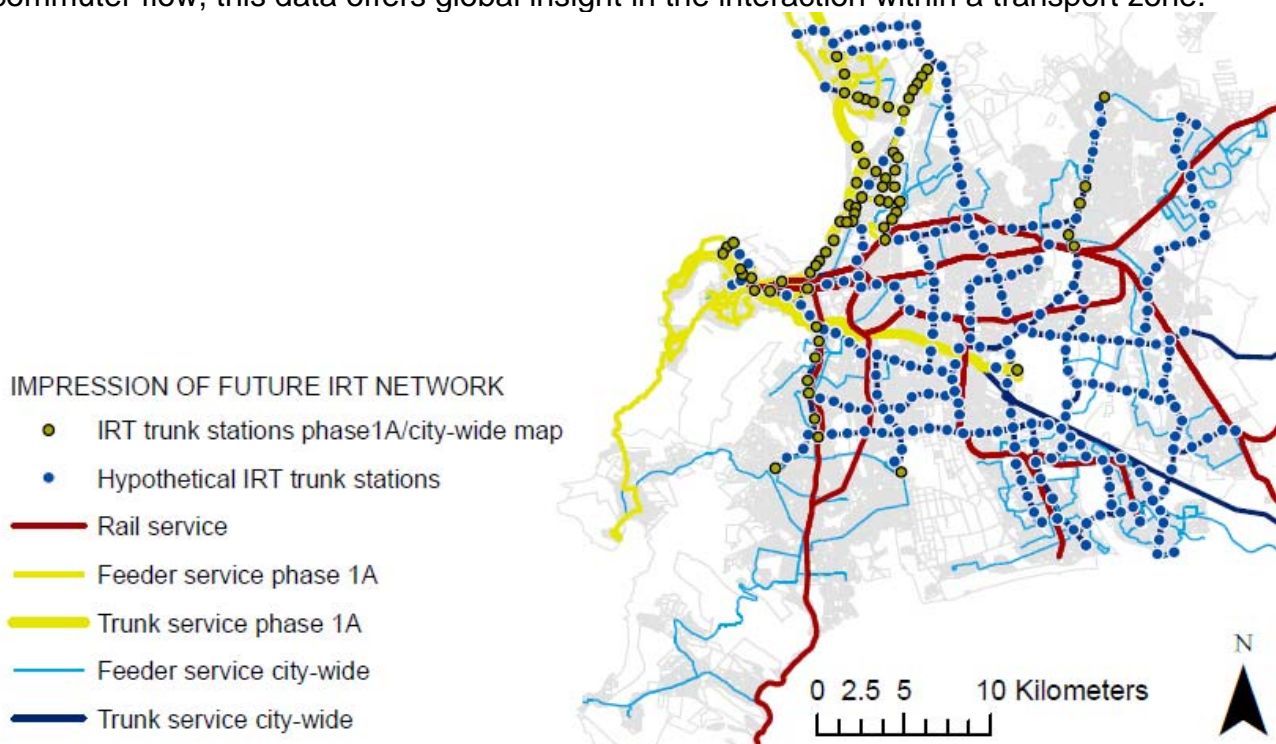 commuter flow, this data offers global insight in the interaction within a transport zone.
IMPRESSION OF FUTURE IRT NETWORK
IRT trunk stations phase1A/city-wide map
Hypothetical IRT trunk stations
Rail service
Feeder service phase 1A
Trunk service phase 1A
Feeder service city-wide
Trunk service city-wide
0 2.5 5 10 Kilometers
N